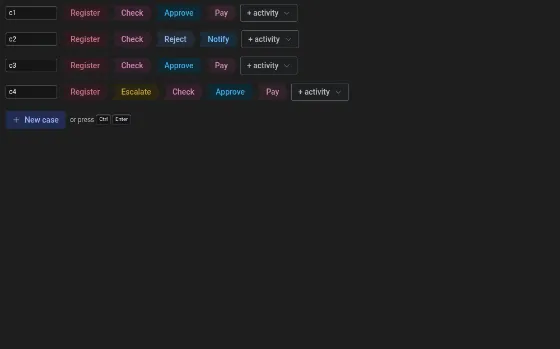 c1 Register Check Approve Pay + activity
c2 Register Check Reject Notify + activity
c3 Register Check Approve Pay + activity
c4 Register Escalate Check Approve Pay + activity
+ New case or press Ctrl Enter